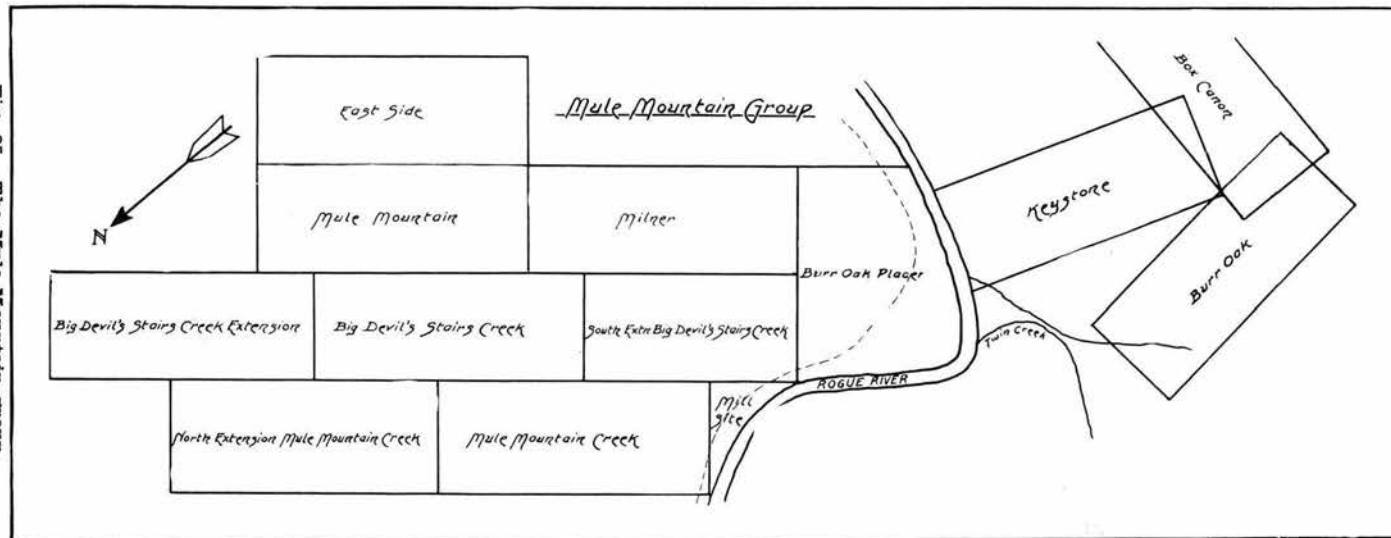 Mule Mountain Group
East Side
Box Canon
Keystone
Mule Mountain
Milner
N
Burr Oak Placer
Burr Oak
Big Devil's Stairs Creek Extension
Big Devil's Stairs Creek
South Extn Big Devil's Stairs Creek
Twin Creek
ROGUE RIVER
Mill
Site
North Extension Mule Mountain Creek
Mule Mountain Creek